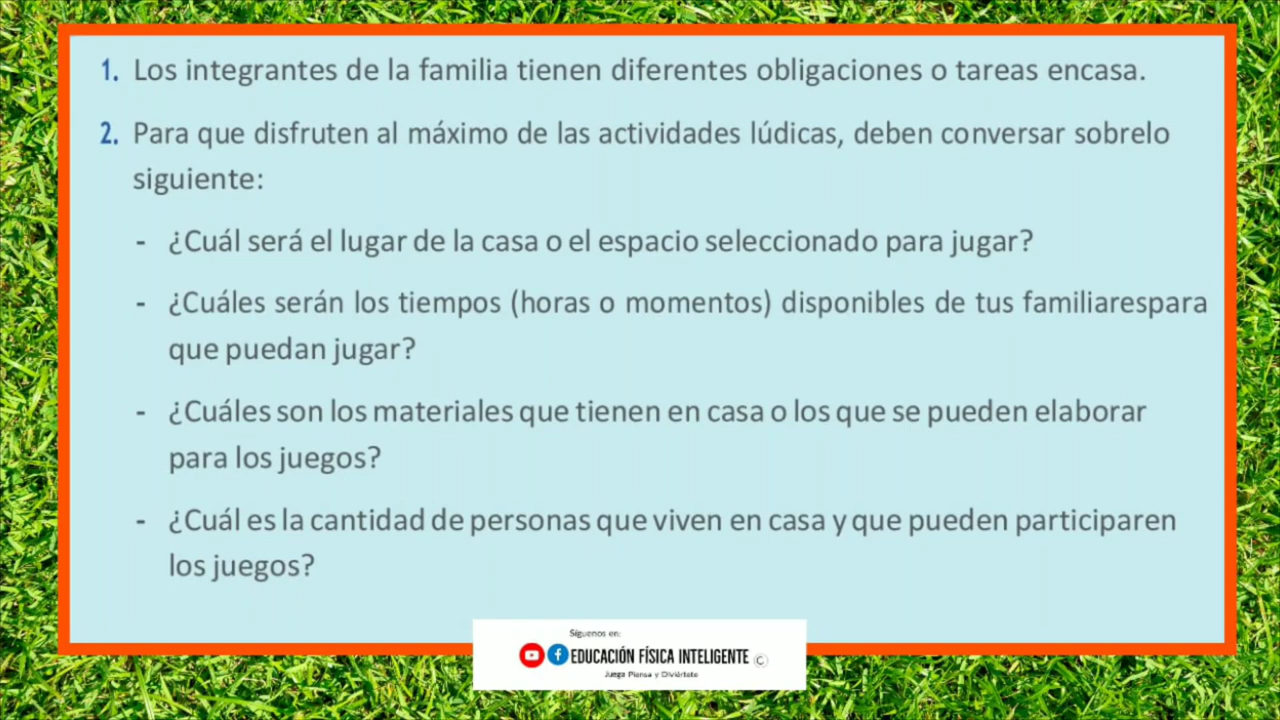 1. Los integrantes de la familia tienen diferentes obligaciones o tareas encasa.
2. Para que disfruten al máximo de las actividades lúdicas, deben conversar sobrelo
siguiente:
- ¿Cuál será el lugar de la casa o el espacio seleccionado para jugar?
- ¿Cuáles serán los tiempos (horas o momentos) disponibles de tus familiarespara
que puedan jugar?
- ¿Cuáles son los materiales que tienen en casa o los que se pueden elaborar
para los juegos?
- ¿Cuál es la cantidad de personas que viven en casa y que pueden participaren
los juegos?
Síguenos en:
EDUCACIÓN FÍSICA INTELIGENTE ©
Juega Piensa y Diviértete